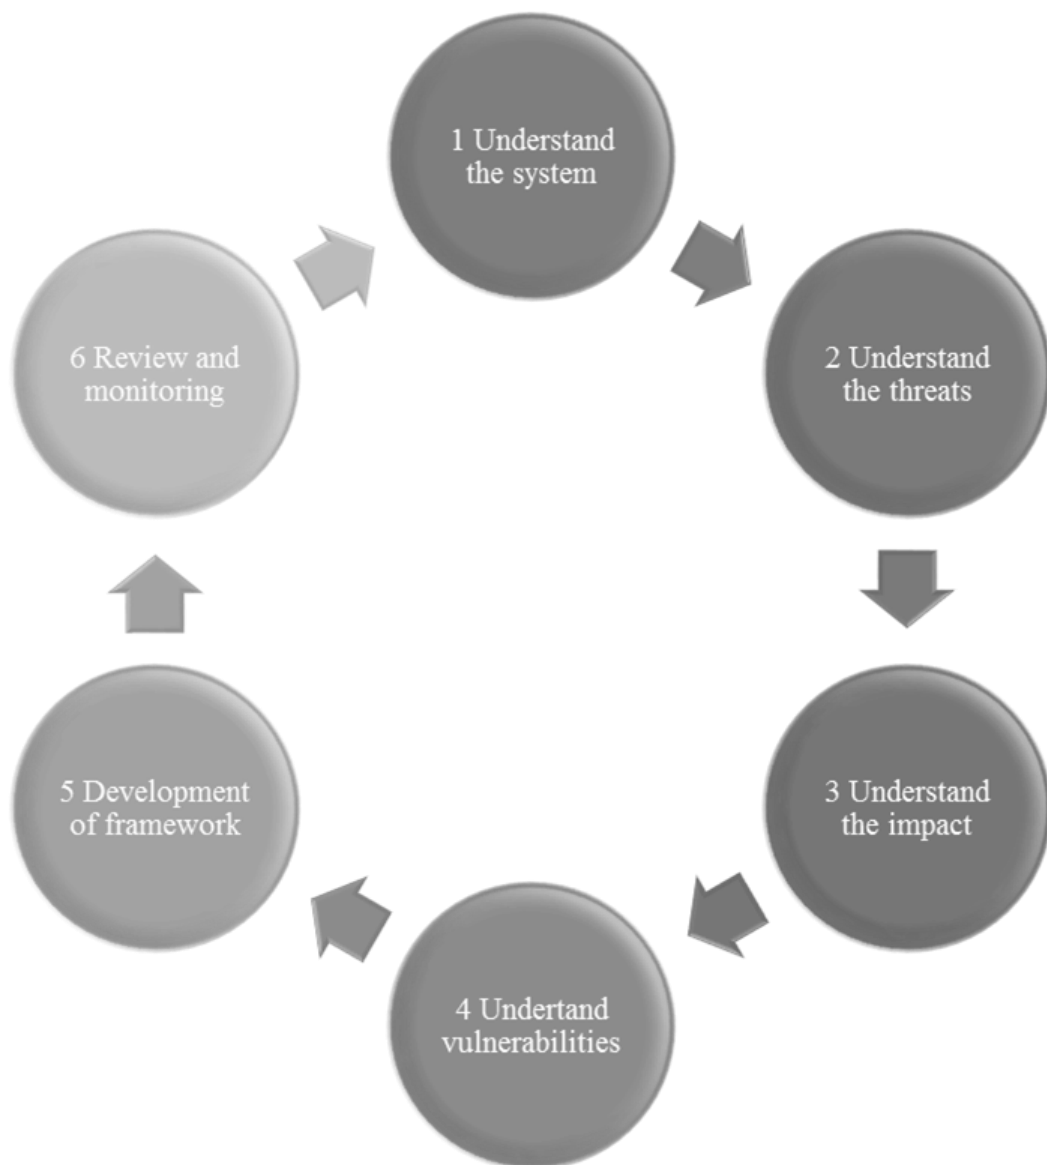 1 Understand
the system
2 Understand
the threats
3 Understand
the impact
4 Undertand
vulnerabilities
5 Development
of framework
6 Review and
monitoring